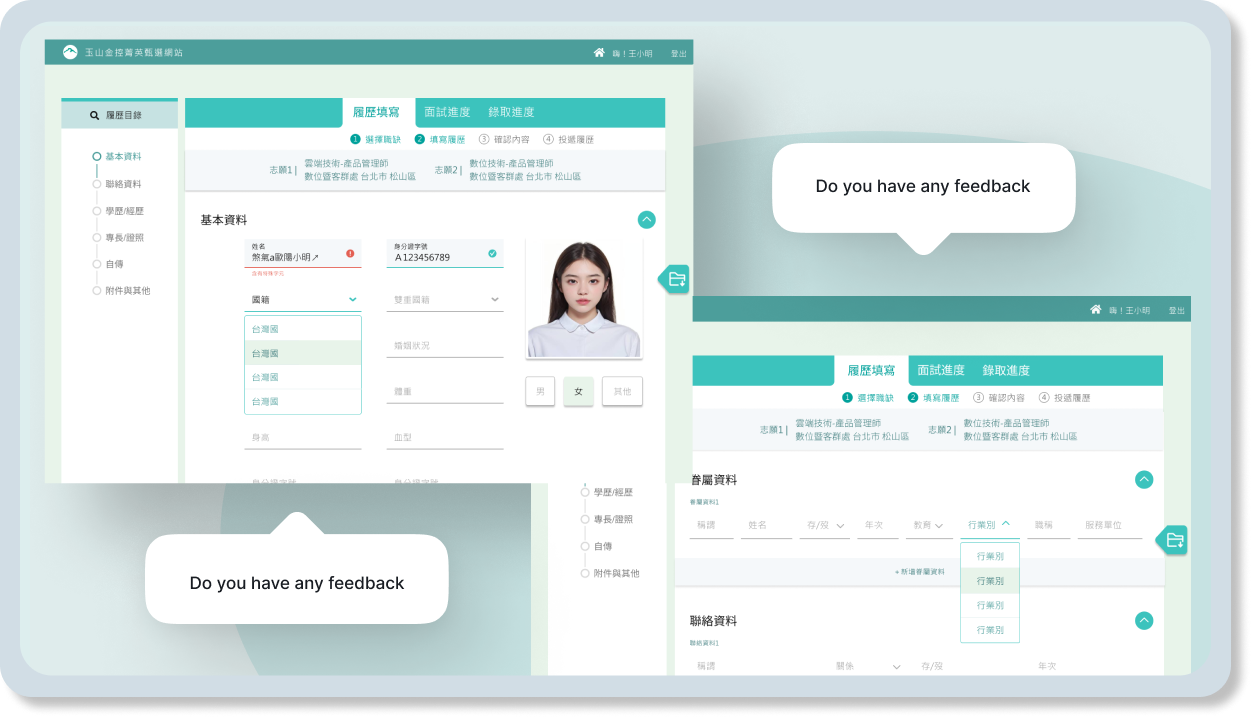 玉山金控菁英甄選網站
嗨！王小明 登出
履歷目錄
基本資料
聯絡資料
學歷/經歷
專長/證照
自傳
附件與其他
履歷填寫 面試進度 錄取進度
1 選擇職缺 2 填寫履歷 3 確認內容 4 投遞履歷
志願1 | 雲端技術-產品管理師
數位暨客群處 台北市 松山區
志願2 | 數位技術-產品管理師
數位暨客群處 台北市 松山區
基本資料
姓名
煞氣a歐陽小明↗
含有特殊字元
身分證字號
A123456789
國籍
雙重國籍
台灣國
台灣國
台灣國
台灣國
婚姻狀況
體重
男 女 其他
身高
血型
身分證字號
身分證字號
Do you have any feedback
Do you have any feedback
嗨！王小明 登出
履歷填寫 面試進度 錄取進度
1 選擇職缺 2 填寫履歷 3 確認內容 4 投遞履歷
志願1 | 雲端技術-產品管理師
數位暨客群處 台北市 松山區
志願2 | 數位技術-產品管理師
數位暨客群處 台北市 松山區
學歷/經歷
專長/證照
自傳
附件與其他
眷屬資料
眷屬資料1
稱謂 姓名 存/歿 年次 教育 行業別 職稱 服務單位
行業別
行業別
行業別
行業別
+ 新增眷屬資料
聯絡資料
聯絡資料1
稱謂 關係 存/歿 年次